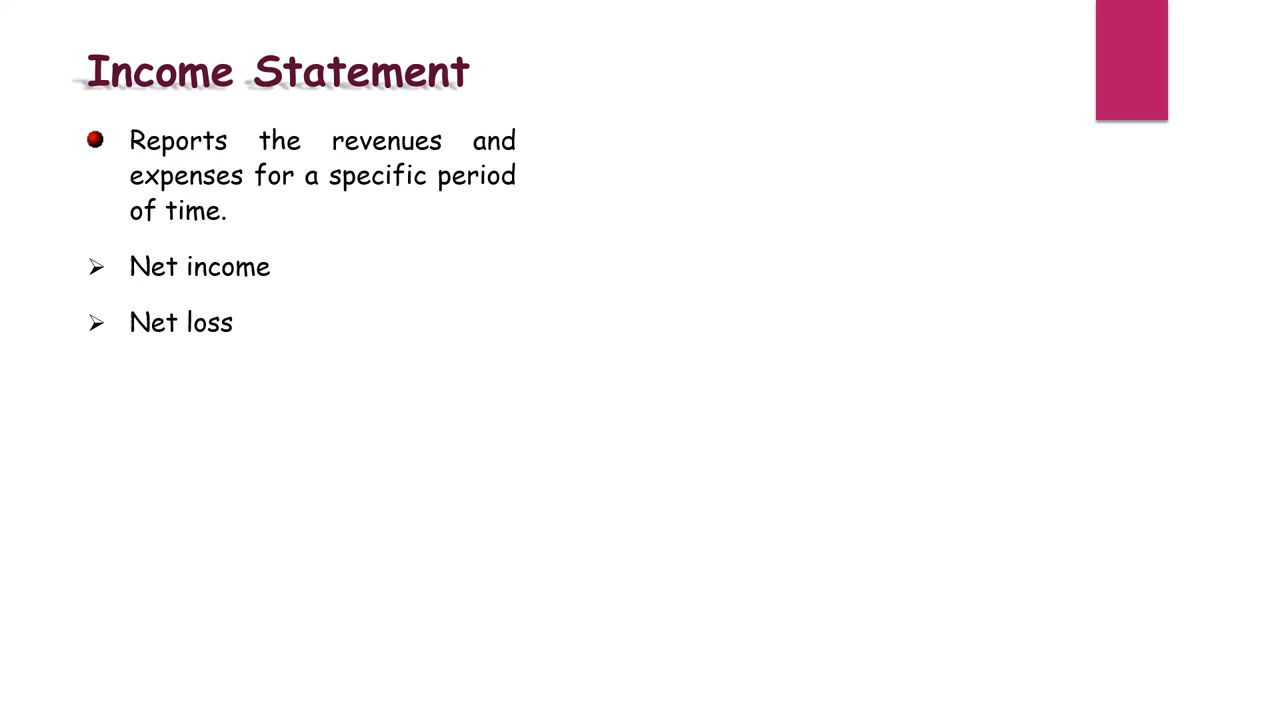 Income Statement
Reports the revenues and
expenses for a specific period
of time.
Net income
Net loss